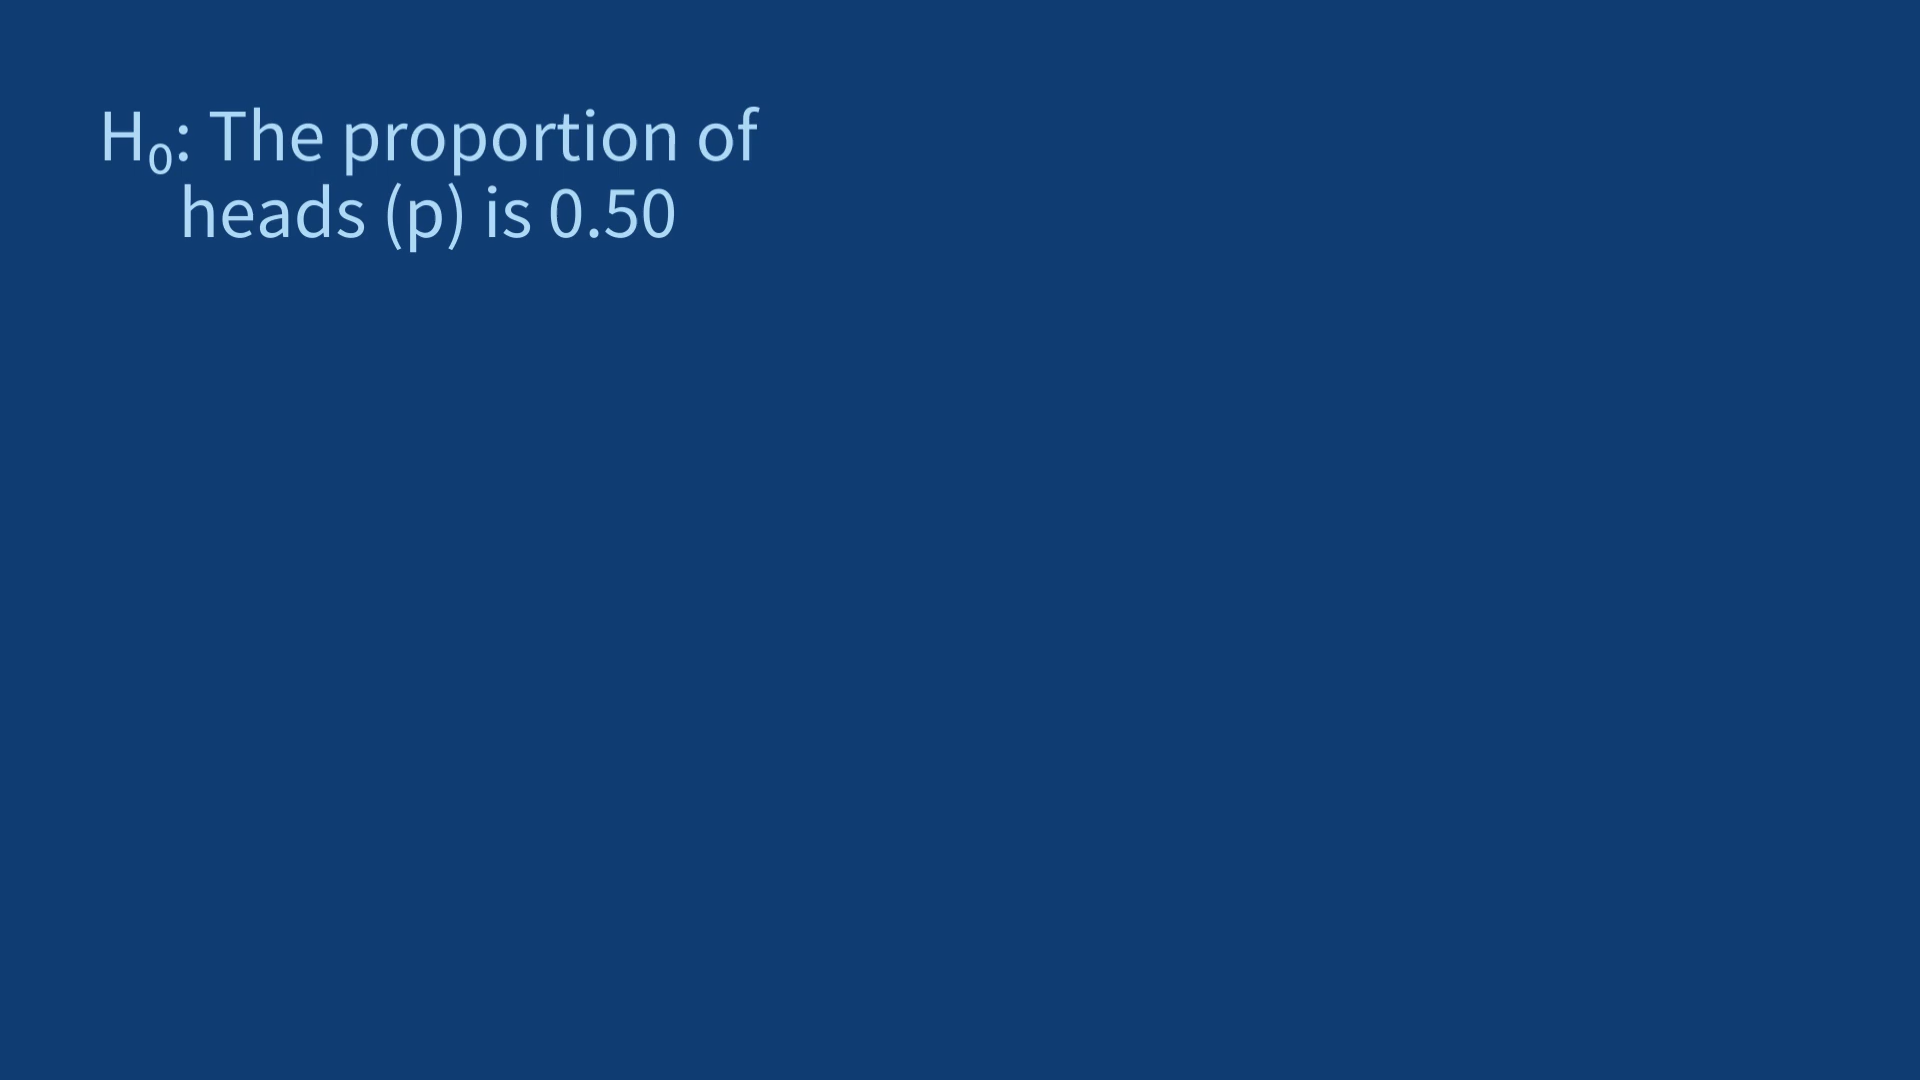 H₀: The proportion of
heads (p) is 0.50